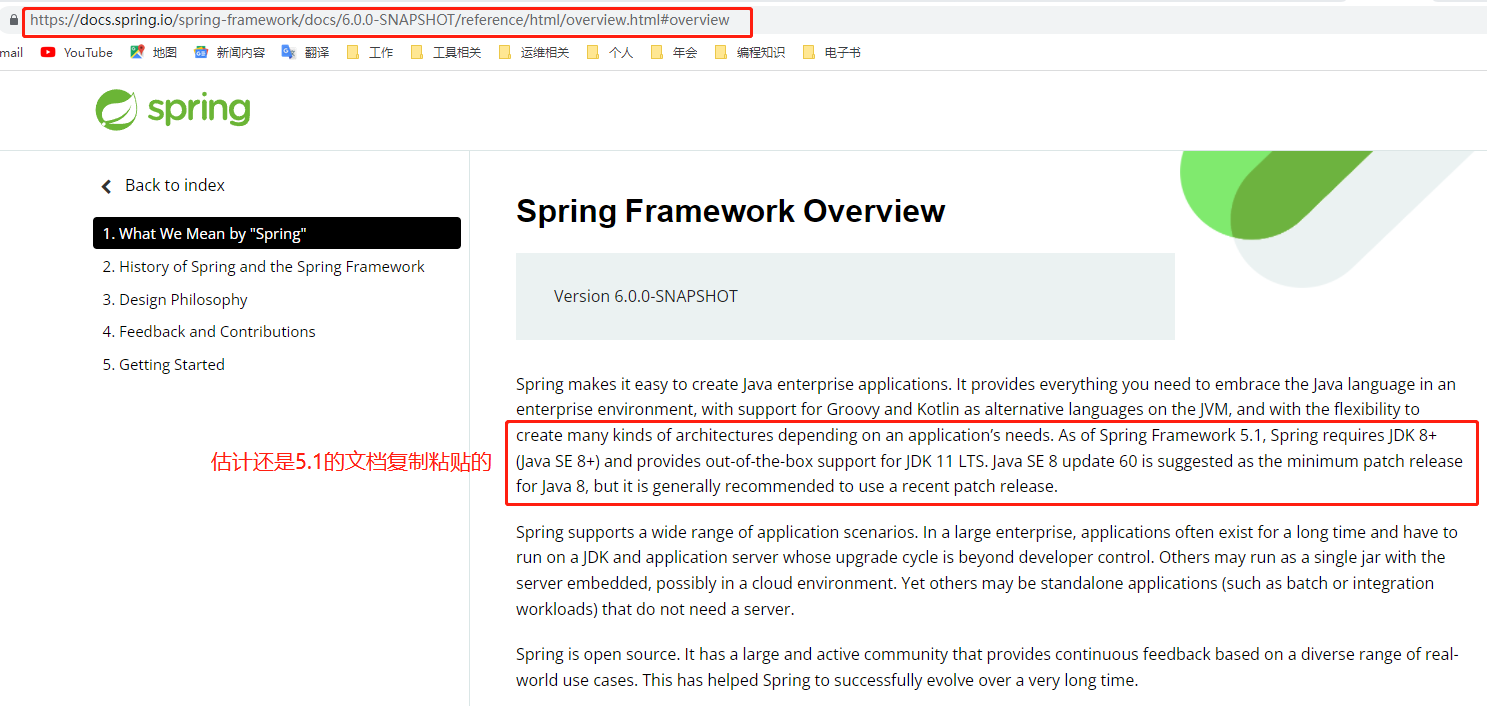 https://docs.spring.io/spring-framework/docs/6.0.0-SNAPSHOT/reference/html/overview.html#overview
mail YouTube 地图 新闻内容 翻译 工作 工具相关 运维相关 个人 年会 编程知识 电子书
spring
Back to index
1. What We Mean by "Spring"
2. History of Spring and the Spring Framework
3. Design Philosophy
4. Feedback and Contributions
5. Getting Started
Spring Framework Overview
Version 6.0.0-SNAPSHOT
Spring makes it easy to create Java enterprise applications. It provides everything you need to embrace the Java language in an
enterprise environment, with support for Groovy and Kotlin as alternative languages on the JVM, and with the flexibility to
create many kinds of architectures depending on an application’s needs. As of Spring Framework 5.1, Spring requires JDK 8+
(Java SE 8+) and provides out-of-the-box support for JDK 11 LTS. Java SE 8 update 60 is suggested as the minimum patch release
for Java 8, but it is generally recommended to use a recent patch release.
估计还是5.1的文档复制粘贴的
Spring supports a wide range of application scenarios. In a large enterprise, applications often exist for a long time and have to
run on a JDK and application server whose upgrade cycle is beyond developer control. Others may run as a single jar with the
server embedded, possibly in a cloud environment. Yet others may be standalone applications (such as batch or integration
workloads) that do not need a server.
Spring is open source. It has a large and active community that provides continuous feedback based on a diverse range of real-
world use cases. This has helped Spring to successfully evolve over a very long time.